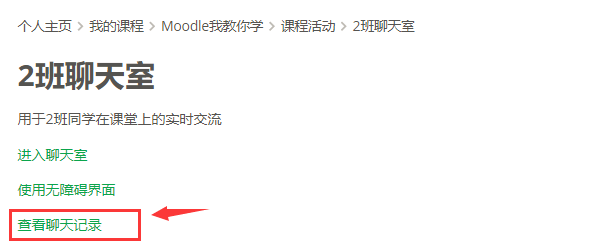 个人主页 > 我的课程 > Moodle我教你学 > 课程活动 > 2班聊天室
2班聊天室
用于2班同学在课堂上的实时交流
进入聊天室
使用无障碍界面
查看聊天记录